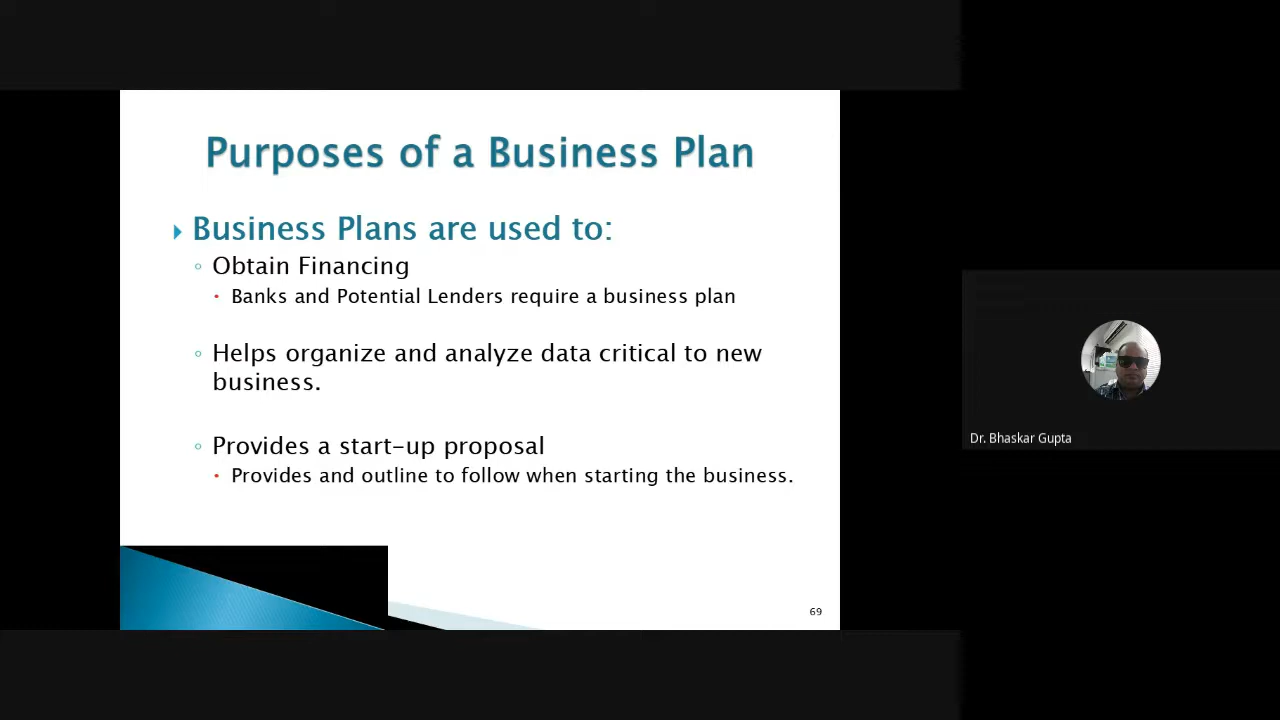 Purposes of a Business Plan
Business Plans are used to:
Obtain Financing
Banks and Potential Lenders require a business plan
Helps organize and analyze data critical to new
business.
Provides a start-up proposal
Provides and outline to follow when starting the business.
69
Dr. Bhaskar Gupta